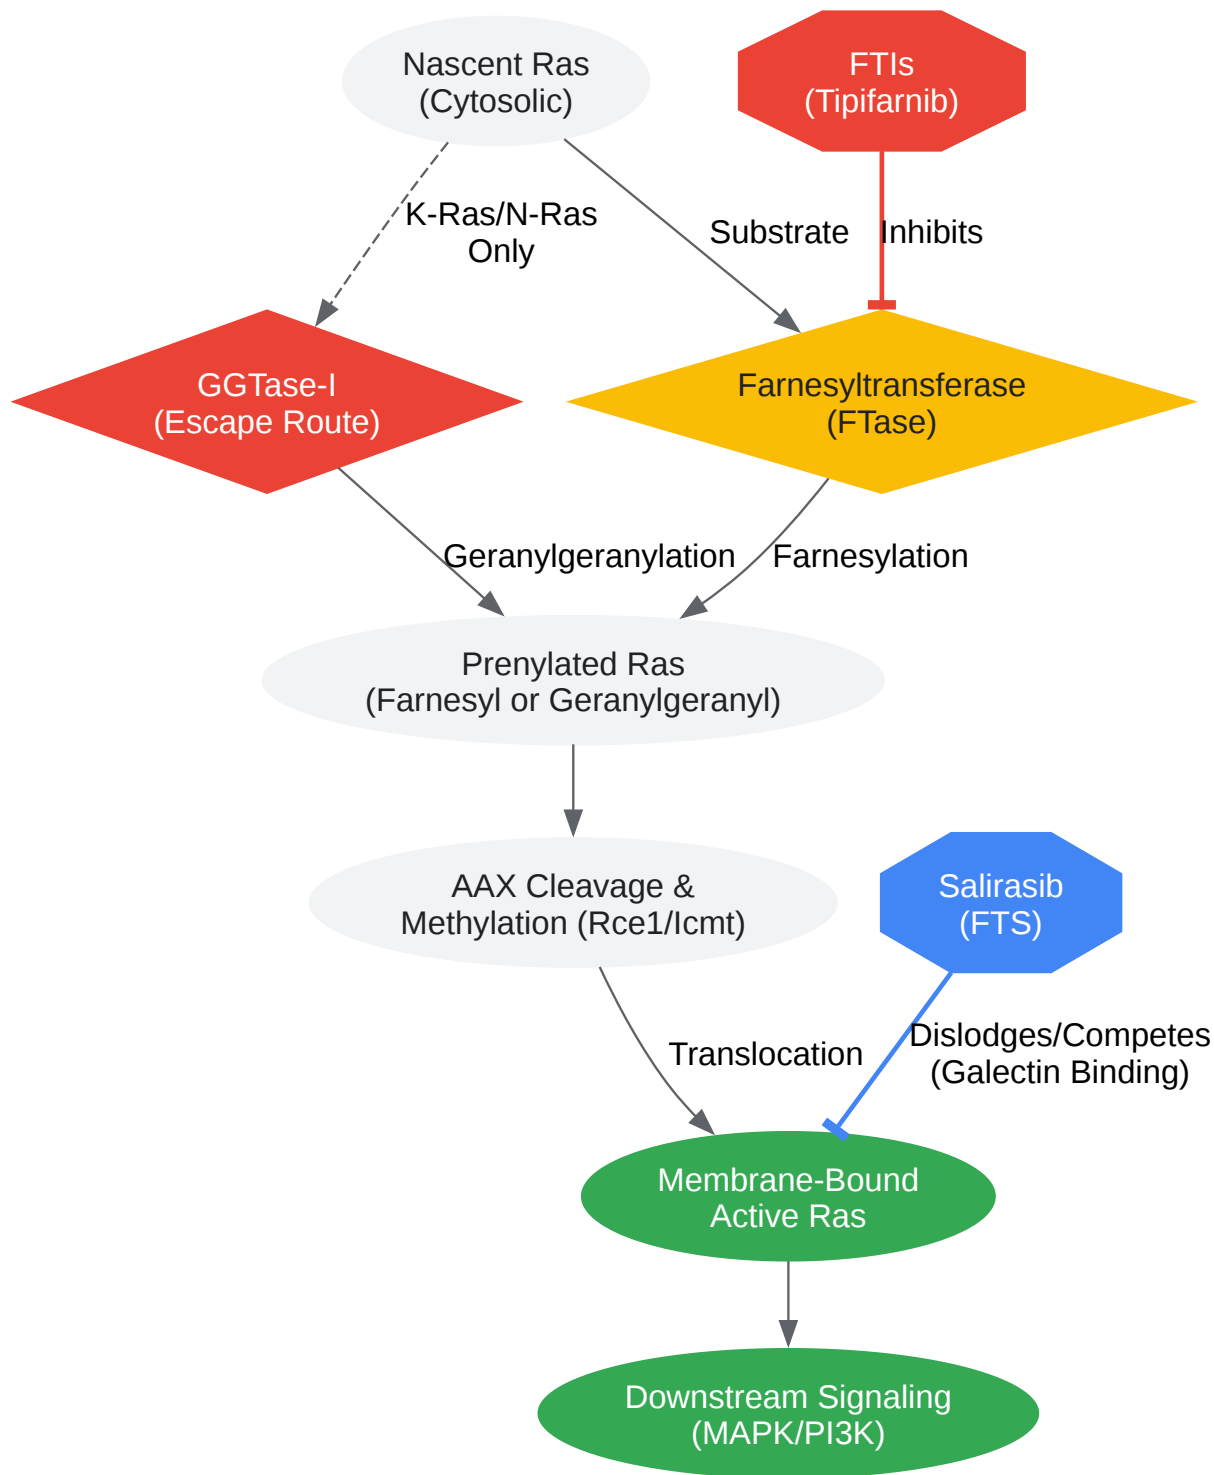 Nascent Ras
(Cytosolic)
FTIs
(Tipifarnib)
K-Ras/N-Ras
Only
Substrate
Inhibits
GGTase-I
(Escape Route)
Farnesyltransferase
(FTase)
Geranylgeranylation
Farnesylation
Prenylated Ras
(Farnesyl or Geranylgeranyl)
AAX Cleavage &
Methylation (Rce1/Icmt)
Salirasib
(FTS)
Translocation
Dislodges/Competes
(Galectin Binding)
Membrane-Bound
Active Ras
Downstream Signaling
(MAPK/PI3K)